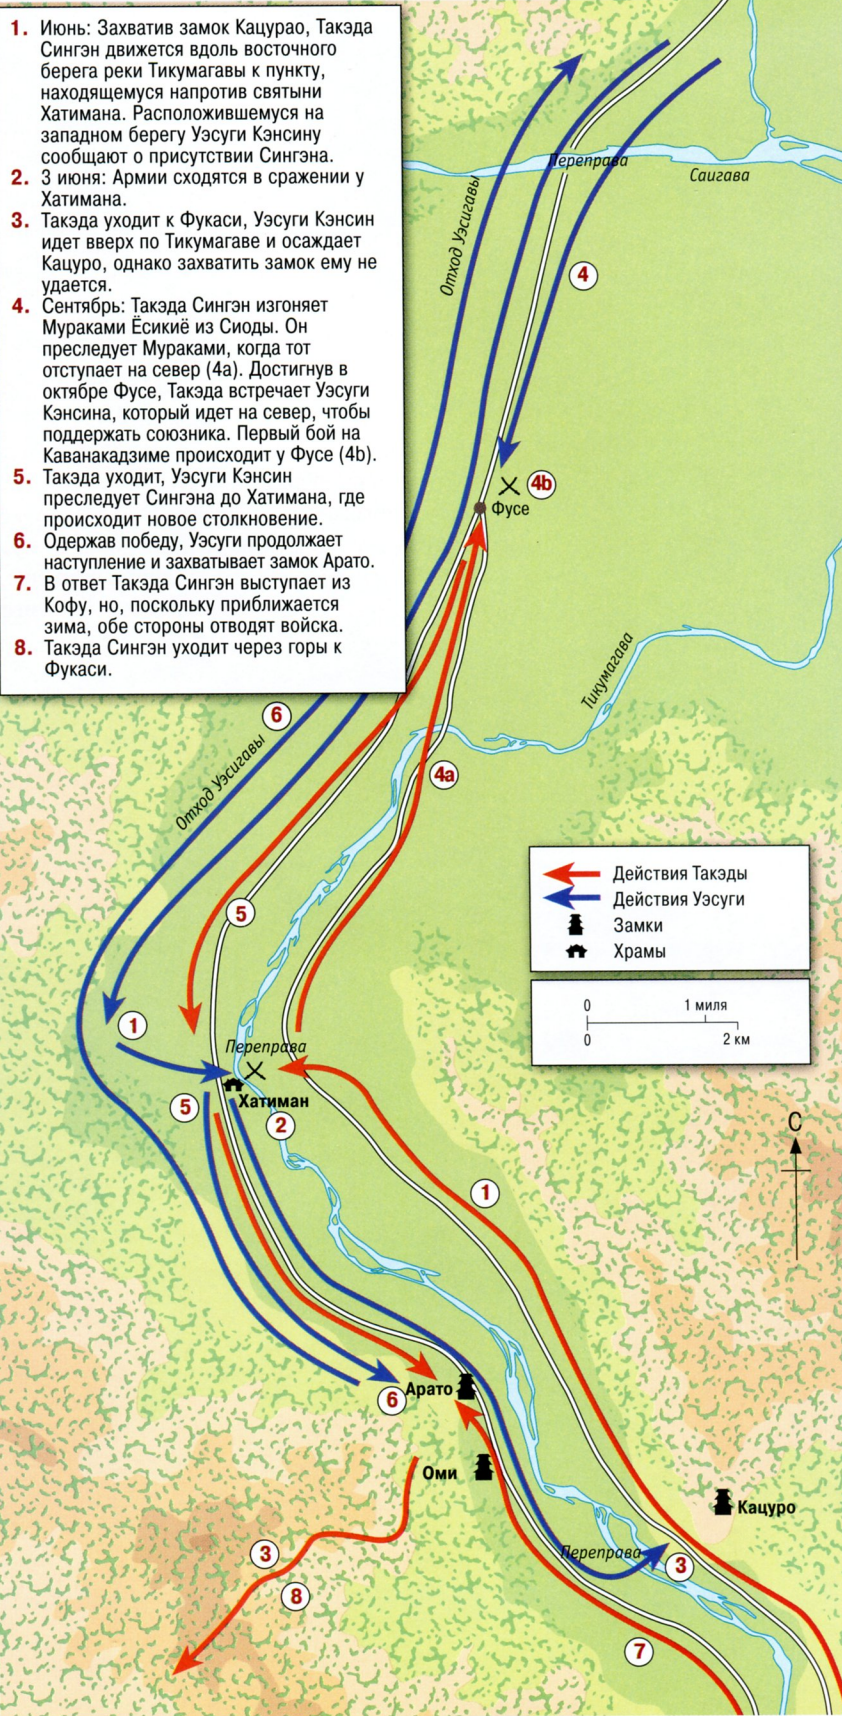 1. Июнь: Захватив замок Кацурао, Такэда
Сингэн движется вдоль восточного
берега реки Тикумагавы к пункту,
находящемуся напротив святыни
Хатимана. Расположившемуся на
западном берегу Уэсуги Кэнсину
сообщают о присутствии Сингэна.
2. 3 июня: Армии сходятся в сражении у
Хатимана.
3. Такэда уходит к Фукаси, Уэсуги Кэнсин
идет вверх по Тикумагаве и осаждает
Кацуро, однако захватить замок ему не
удается.
4. Сентябрь: Такэда Сингэн изгоняет
Мураками Ёсикиё из Сиоды. Он
преследует Мураками, когда тот
отступает на север (4а). Достигнув в
октябре Фусе, Такэда встречает Уэсуги
Кэнсина, который идет на север, чтобы
поддержать союзника. Первый бой на
Каванакадзиме происходит у Фусе (4b).
5. Такэда уходит, Уэсуги Кэнсин
преследует Сингэна до Хатимана, где
происходит новое столкновение.
6. Одержав победу, Уэсуги продолжает
наступление и захватывает замок Арато.
7. В ответ Такэда Сингэн выступает из
Кофу, но, поскольку приближается
зима, обе стороны отводят войска.
8. Такэда Сингэн уходит через горы к
Фукаси.
Переправа
Саигава
Отход Уэсигавы
4
4b
Фусе
Тикумагава
6
Отход Уэсигавы
4а
Действия Такэды
Действия Уэсуги
Замки
Храмы
5
0
1 миля
0
2 км
1
Переправа
5
Хатиман
2
С
1
6
Арато
Оми
Кацуро
3
8
Переправа
3
7